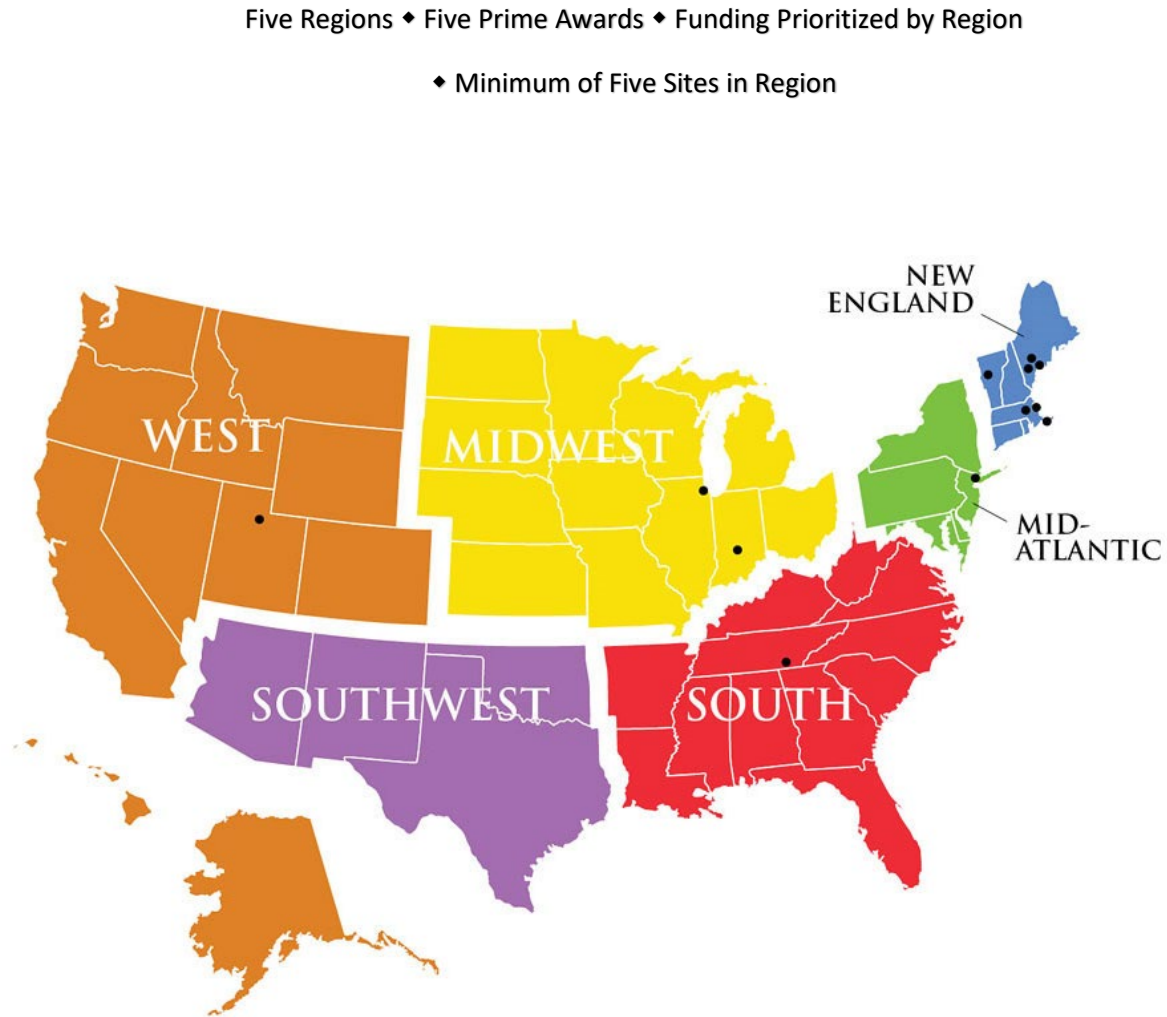 Five Regions ◆ Five Prime Awards ◆ Funding Prioritized by Region
◆ Minimum of Five Sites in Region
NEW
ENGLAND
WEST
MIDWEST
MID-
ATLANTIC
SOUTHWEST
SOUTH